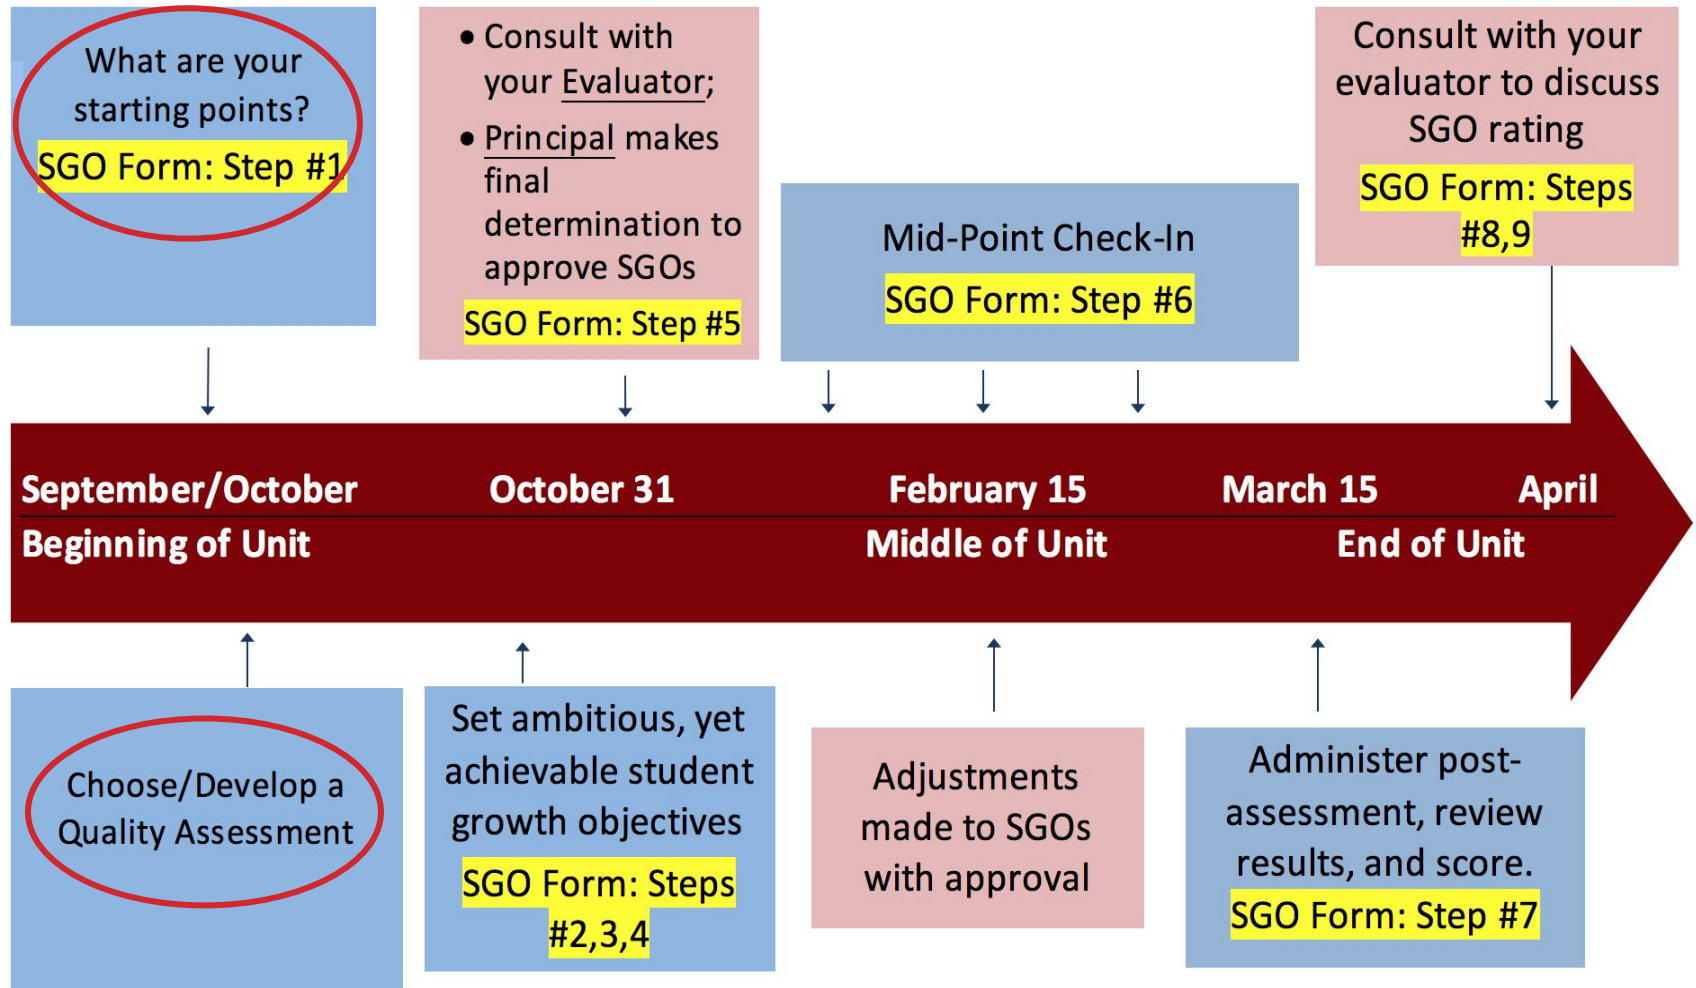 What are your
starting points?
SGO Form: Step #1
• Consult with
your Evaluator;
• Principal makes
final
determination to
approve SGOs
SGO Form: Step #5
Mid-Point Check-In
SGO Form: Step #6
Consult with your
evaluator to discuss
SGO rating
SGO Form: Steps
#8,9
September/October
October 31
February 15
March 15
April
Beginning of Unit
Middle of Unit
End of Unit
Choose/Develop a
Quality Assessment
Set ambitious, yet
achievable student
growth objectives
SGO Form: Steps
#2,3,4
Adjustments
made to SGOs
with approval
Administer post-
assessment, review
results, and score.
SGO Form: Step #7